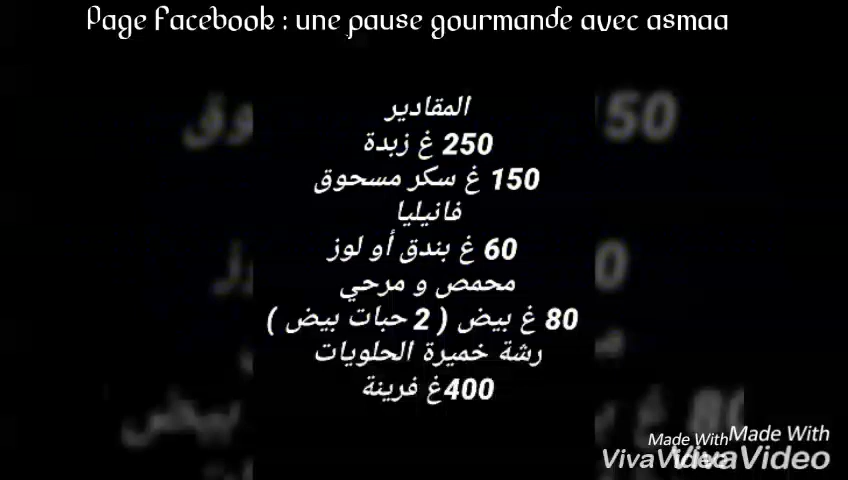 Page Facebook : une pause gourmande avec asmaa
المقادير
250 غ زبدة
150 غ سكر مسحوق
فانيليا
60 غ بندق أو لوز
محمص و مرحي
80 غ بيض ( 2 حبات بيض )
رشة خميرة الحلويات
400غ فرينة
Made With
VivaVideo
Made With
VivaVideo